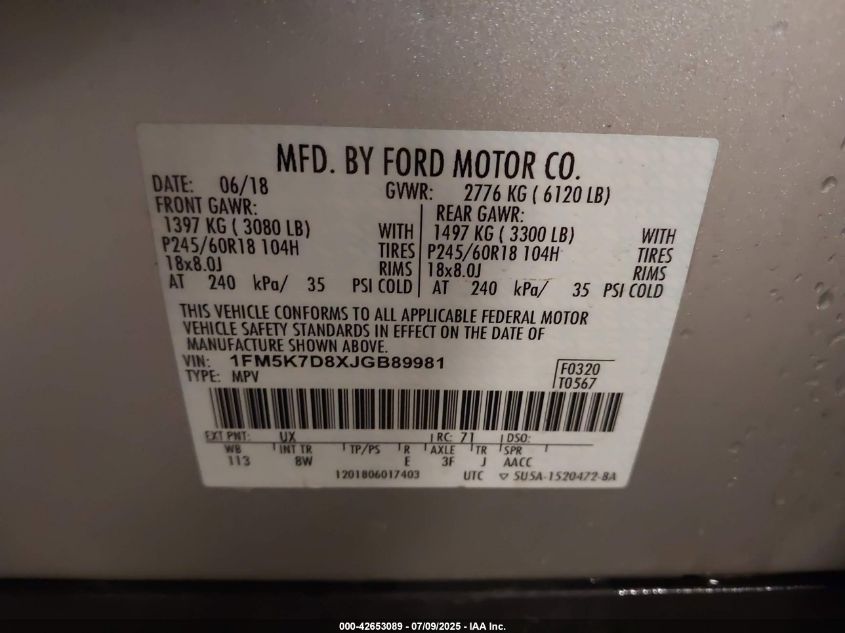 MFD. BY FORD MOTOR CO.
DATE: 06/18 GVWR: 2776 KG ( 6120 LB)
FRONT GAWR: REAR GAWR:
1397 KG ( 3080 LB) WITH 1497 KG ( 3300 LB) WITH
P245/60R18 104H TIRES P245/60R18 104H TIRES
18x8.0J RIMS 18x8.0J RIMS
AT 240 kPa/ 35 PSI COLD AT 240 kPa/ 35 PSI COLD
THIS VEHICLE CONFORMS TO ALL APPLICABLE FEDERAL MOTOR
VEHICLE SAFETY STANDARDS IN EFFECT ON THE DATE OF
MANUFACTURE SHOWN ABOVE.
VIN: 1FM5K7D8XJGB89981 F0320
TYPE: MPV T0567
EXT PNT: UX RC: 71 DSO:
WB INT TR TP/PS R AXLE TR SPR
113 8W E 3F J AACC
1201806017403 UTC ▽ 5U5A-1520472-BA
000-42653089 - 07/09/2025 - IAA Inc.